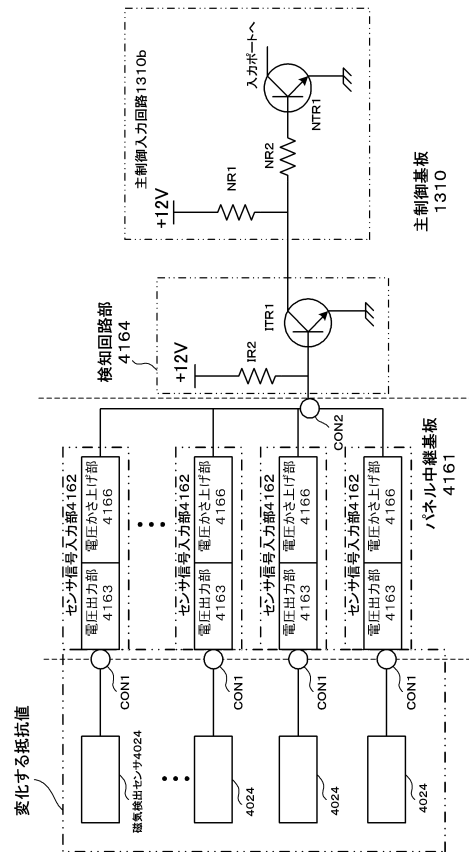 変化する抵抗値
磁気検出センサ4024
4024
4024
4024
CON1
CON1
CON1
CON1
センサ信号入力部4162
電圧出力部
4163
電圧かさ上げ部
4166
センサ信号入力部4162
電圧出力部
4163
電圧かさ上げ部
4166
センサ信号入力部4162
電圧出力部
4163
電圧かさ上げ部
4166
センサ信号入力部4162
電圧出力部
4163
電圧かさ上げ部
4166
パネル中継基板
4161
CON2
検知回路部
4164
+12V
IR2
ITR1
主制御入力回路1310b
+12V
NR1
NR2
NTR1
入力ポートへ
主制御基板
1310